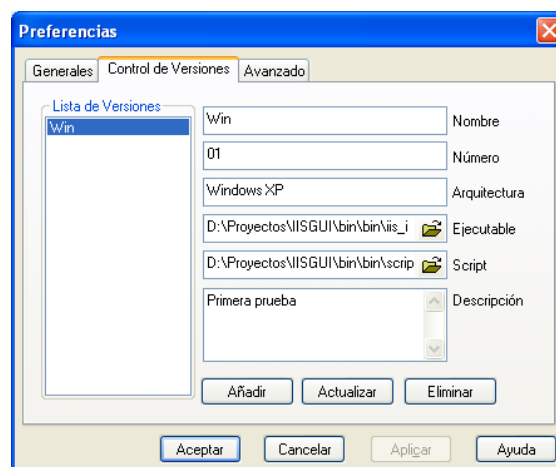 Preferencias
Generales Control de Versiones Avanzado
Lista de Versiones
Win
Win Nombre
01 Número
Windows XP Arquitectura
D:\Proyectos\IISGUI\bin\bin\iis_i Ejecutable
D:\Proyectos\IISGUI\bin\bin\scrip Script
Primera prueba Descripción
Añadir Actualizar Eliminar
Aceptar Cancelar Aplicar Ayuda